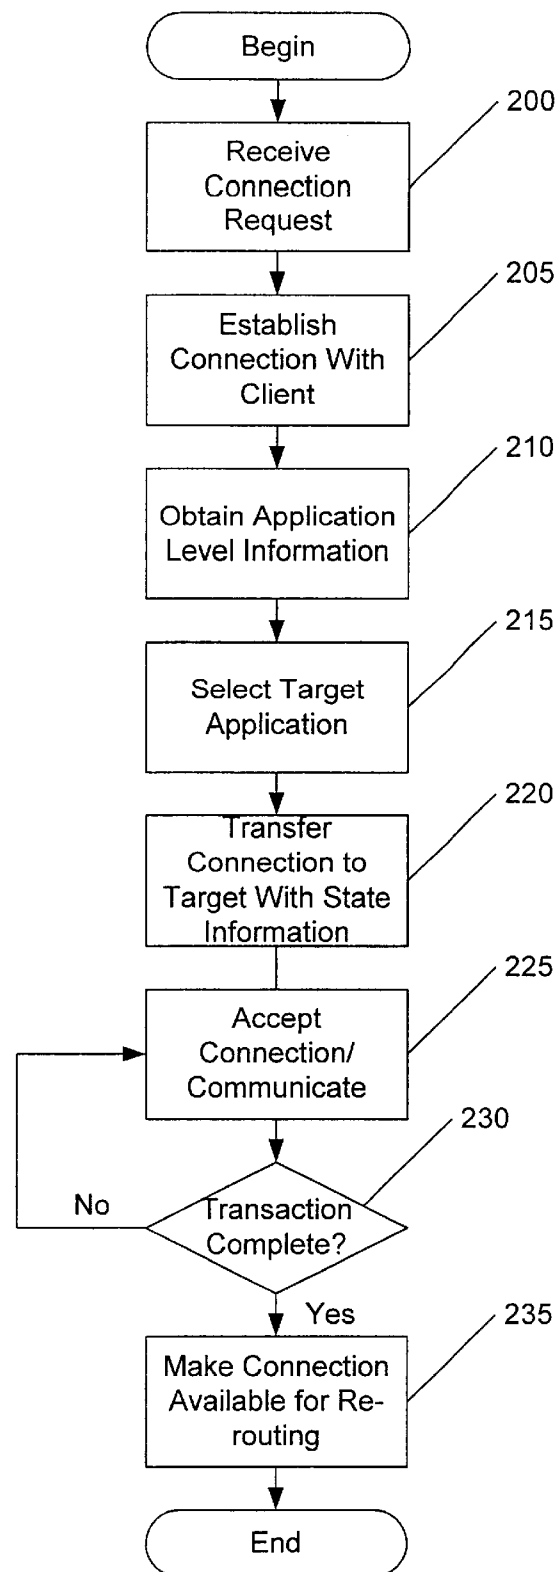 Begin
200
Receive
Connection
Request
205
Establish
Connection With
Client
210
Obtain Application
Level Information
215
Select Target
Application
220
Transfer
Connection to
Target With State
Information
225
Accept
Connection/
Communicate
230
No
Transaction
Complete?
Yes
235
Make Connection
Available for Re-
routing
End